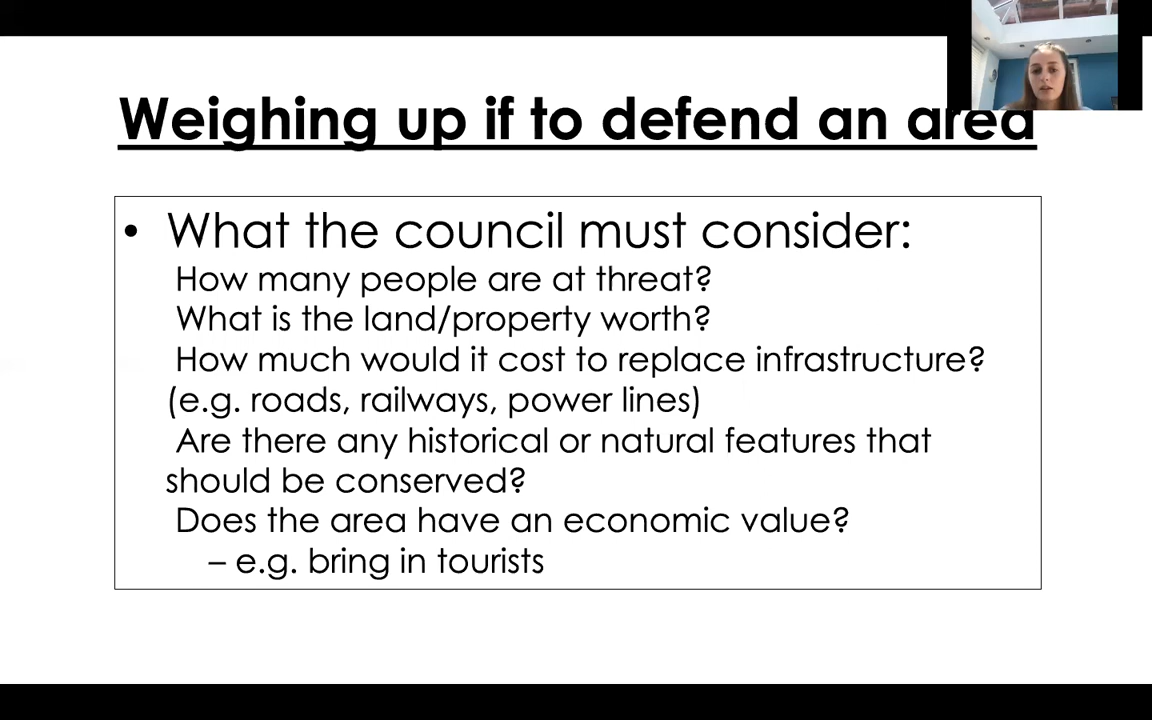 Weighing up if to defend an area
• What the council must consider:
How many people are at threat?
What is the land/property worth?
How much would it cost to replace infrastructure?
(e.g. roads, railways, power lines)
Are there any historical or natural features that
should be conserved?
Does the area have an economic value?
– e.g. bring in tourists